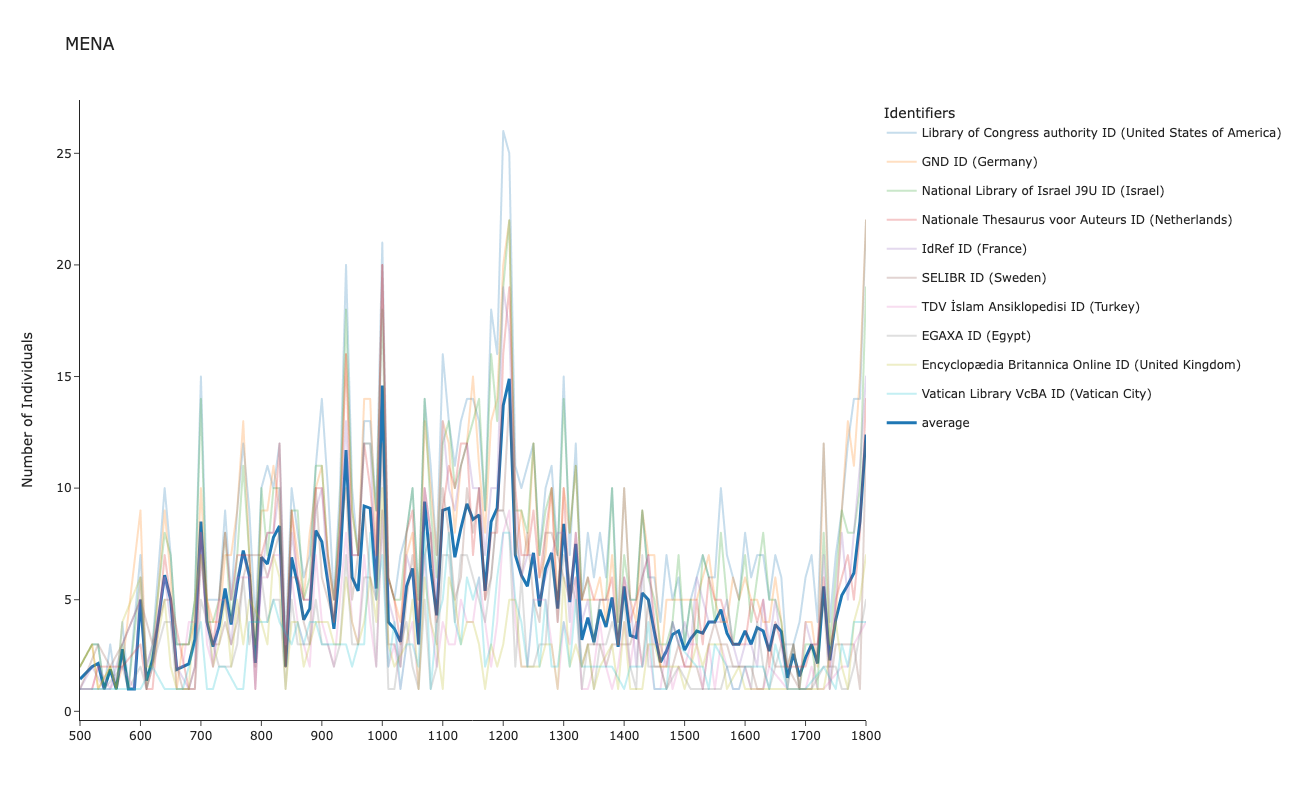 MENA
Number of Individuals
25
20
15
10
5
0
500 600 700 800 900 1000 1100 1200 1300 1400 1500 1600 1700 1800
Identifiers
Library of Congress authority ID (United States of America)
GND ID (Germany)
National Library of Israel J9U ID (Israel)
Nationale Thesaurus voor Auteurs ID (Netherlands)
IdRef ID (France)
SELIBR ID (Sweden)
TDV İslam Ansiklopedisi ID (Turkey)
EGAXA ID (Egypt)
Encyclopædia Britannica Online ID (United Kingdom)
Vatican Library VcBA ID (Vatican City)
average